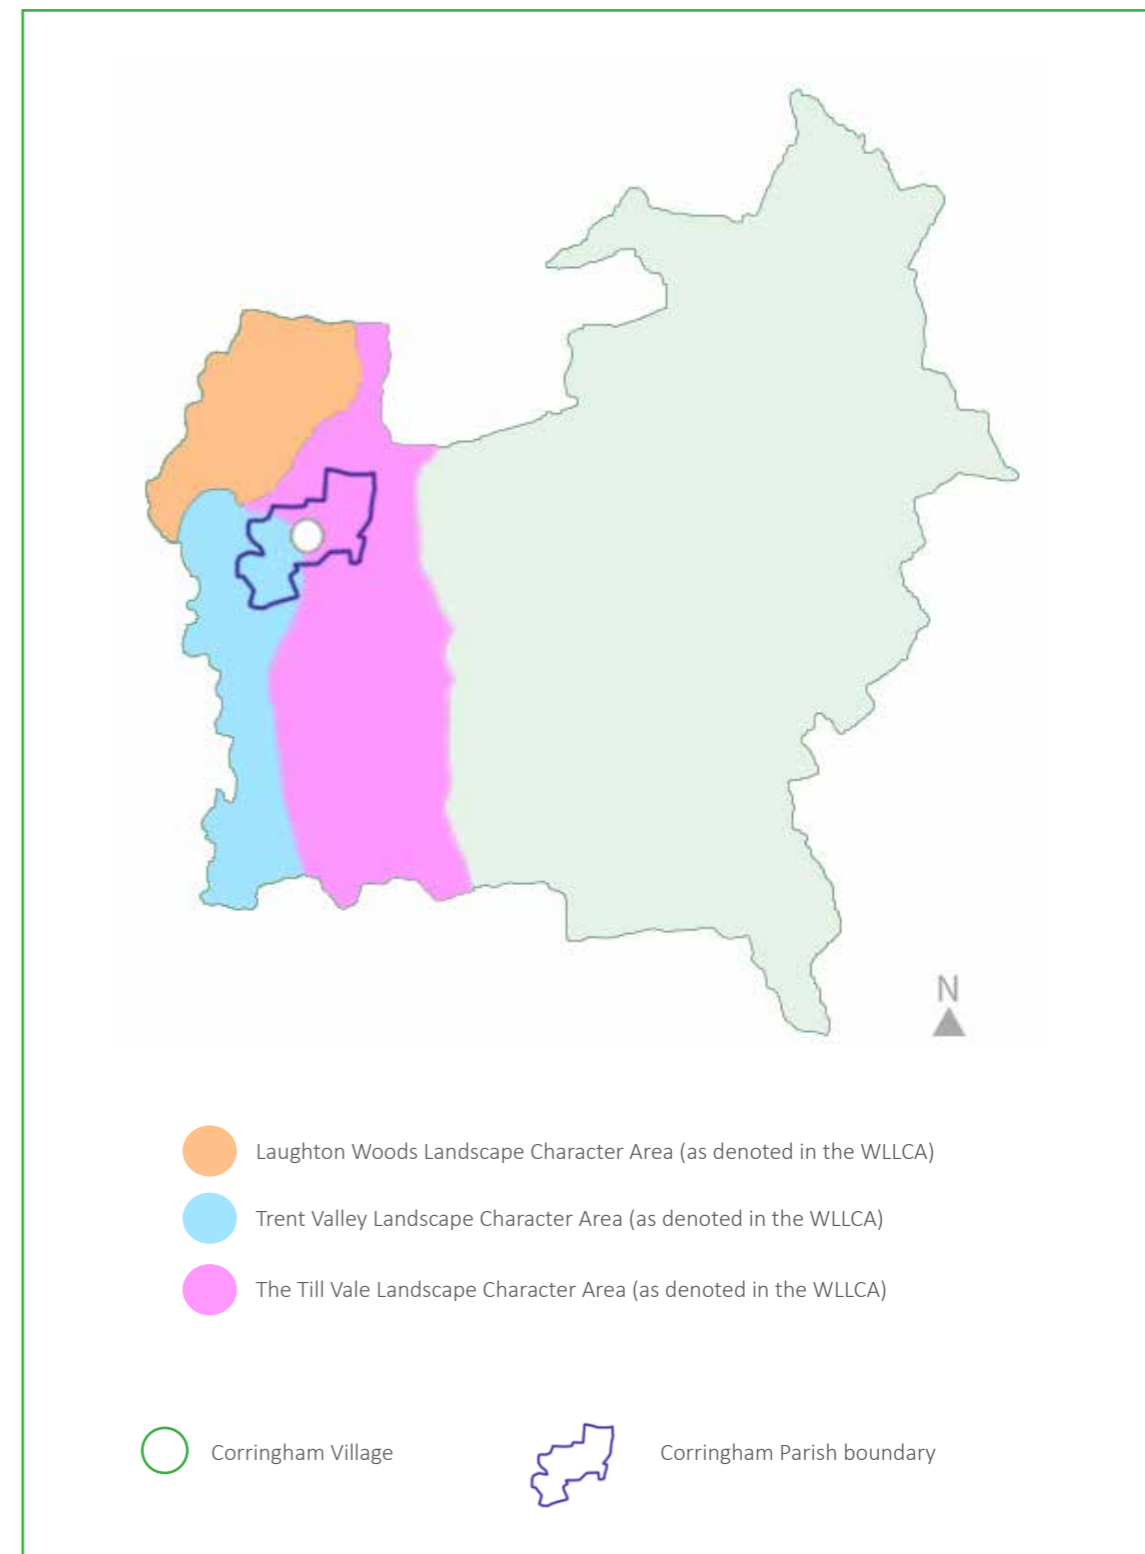 N
Laughton Woods Landscape Character Area (as denoted in the WLLCA)
Trent Valley Landscape Character Area (as denoted in the WLLCA)
The Till Vale Landscape Character Area (as denoted in the WLLCA)
Corringham Village
Corringham Parish boundary